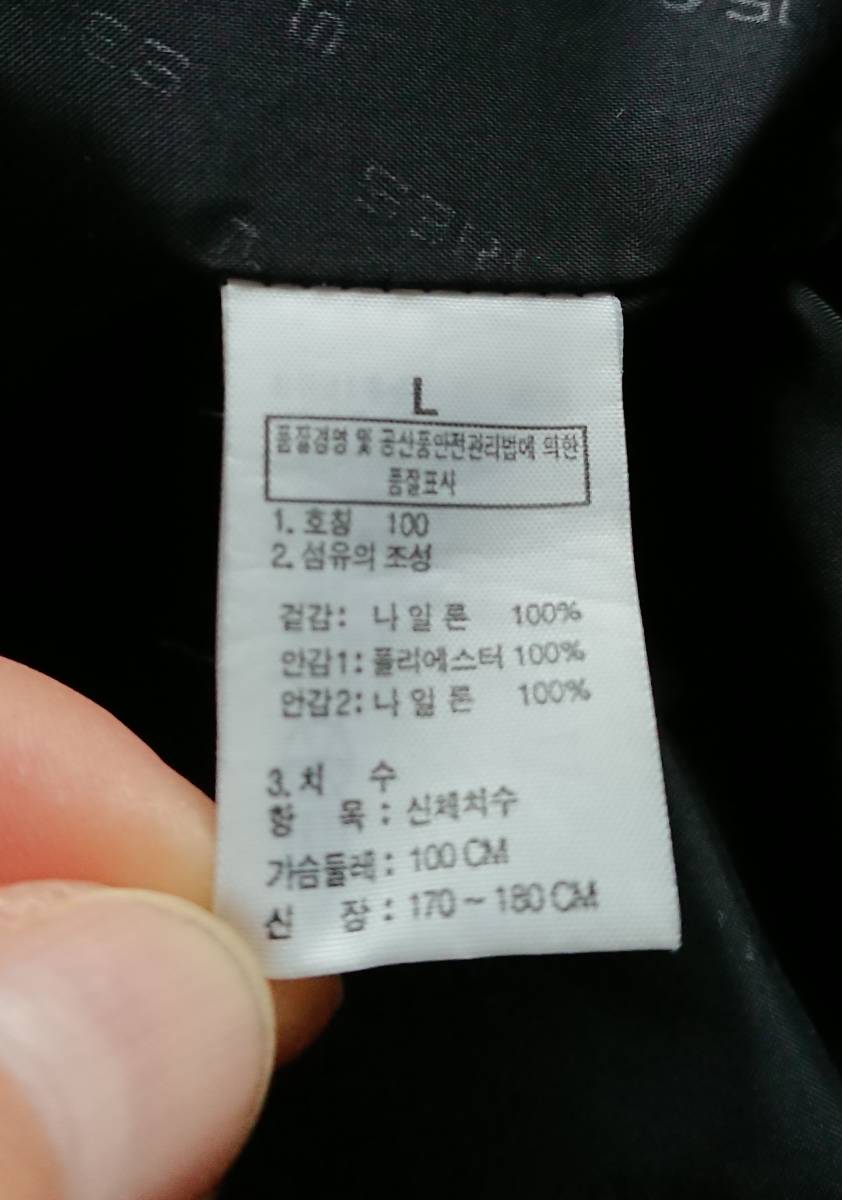 L
품질경영 및 공산품안전관리법에 의한
품질표시
1. 호칭 100
2. 섬유의 조성
겉감: 나 일 론 100%
안감1: 폴리에스터 100%
안감2: 나 일 론 100%
3. 치 수
항 목 : 신체치수
가슴둘레 : 100 CM
신 장 : 170 ~ 180 CM